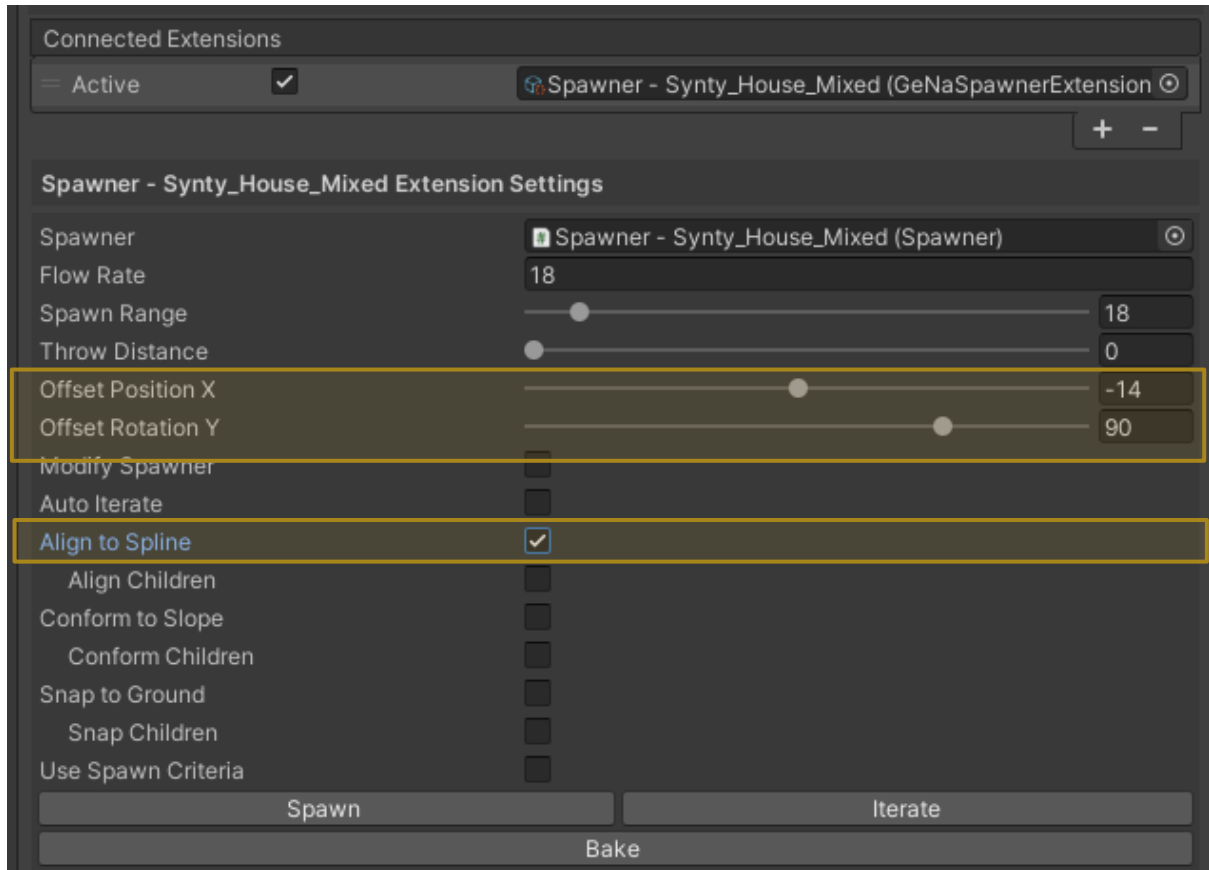 Connected Extensions
Active Spawner - Synty_House_Mixed (GeNaSpawnerExtension
+ -
Spawner - Synty_House_Mixed Extension Settings
Spawner Spawner - Synty_House_Mixed (Spawner)
Flow Rate 18
Spawn Range 18
Throw Distance 0
Offset Position X -14
Offset Rotation Y 90
Modify Spawner
Auto Iterate
Align to Spline
Align Children
Conform to Slope
Conform Children
Snap to Ground
Snap Children
Use Spawn Criteria
Spawn Iterate
Bake